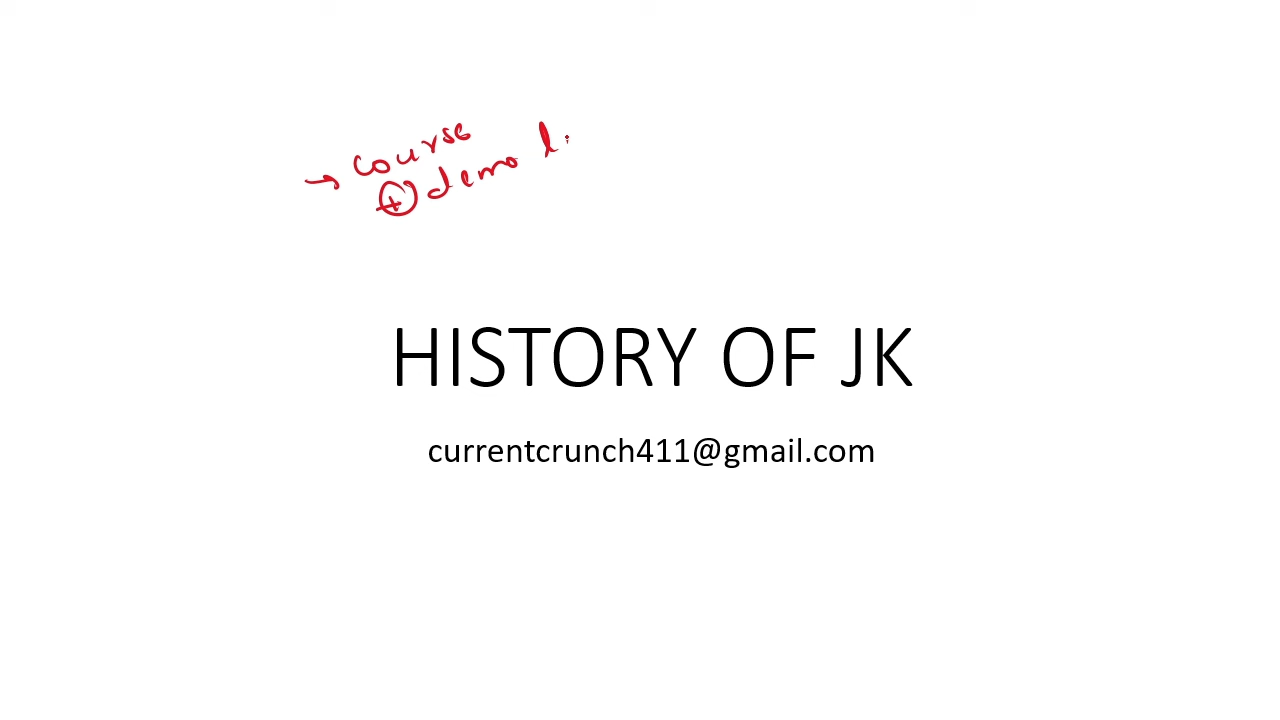 → course
+ demo l
HISTORY OF JK
currentcrunch411@gmail.com